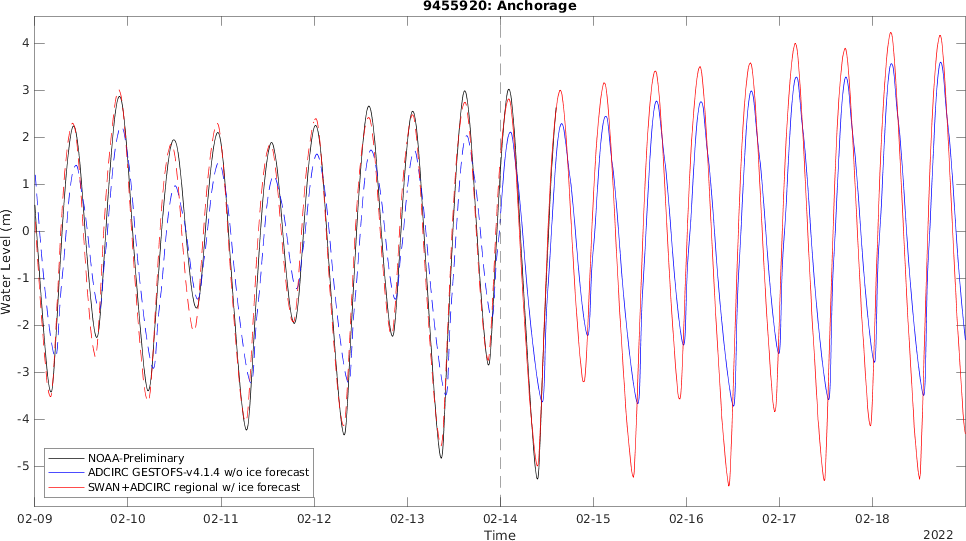 9455920: Anchorage
4
3
2
1
0
-1
-2
-3
-4
-5
Water Level (m)
NOAA-Preliminary
ADCIRC GESTOFS-v4.1.4 w/o ice forecast
SWAN+ADCIRC regional w/ ice forecast
02-09 02-10 02-11 02-12 02-13 02-14 02-15 02-16 02-17 02-18
Time
2022